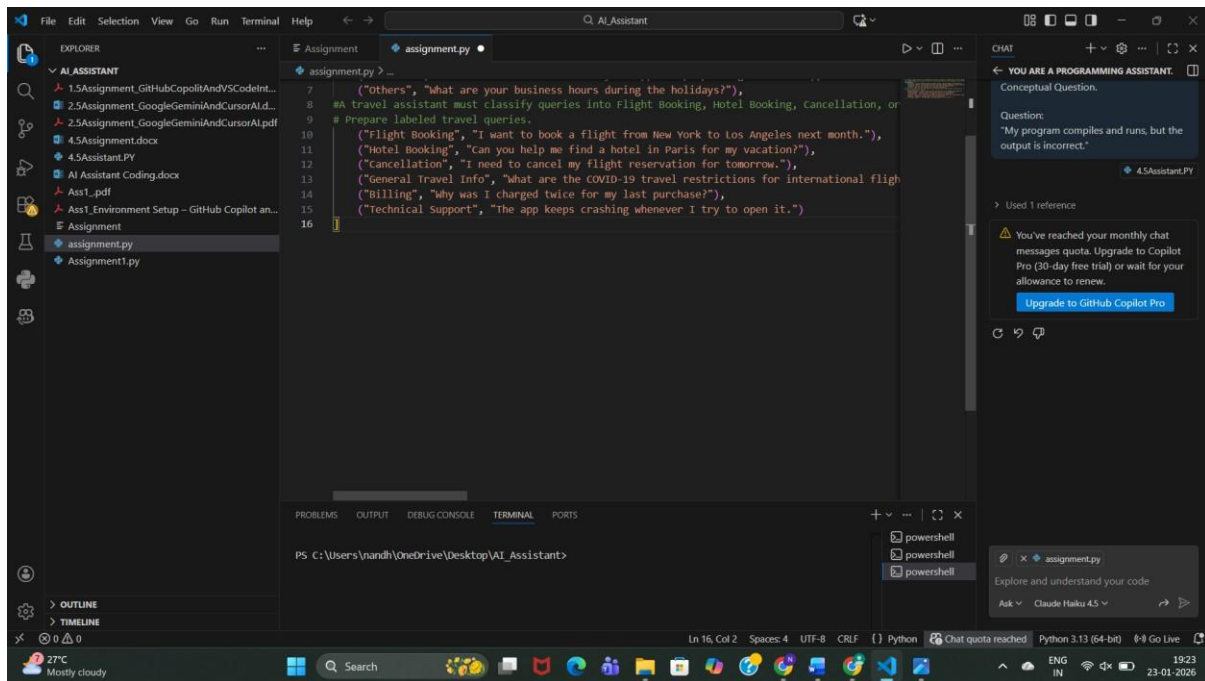 File Edit Selection View Go Run Terminal Help
AI_Assistant
EXPLORER
AI_ASSISTANT
1.5Assignment_GitHubCopolitAndVSCodeInt...
2.5Assignment_GoogleGeminiAndCursorAI.d...
2.5Assignment_GoogleGeminiAndCursorAI.pdf
4.5Assignment.docx
4.5Assistant.PY
AI Assistant Coding.docx
Ass1_.pdf
Ass1_Environment Setup – GitHub Copilot an...
Assignment
assignment.py
Assignment1.py
OUTLINE
TIMELINE
Assignment
assignment.py
assignment.py > ...
7 ("Others", "What are your business hours during the holidays?"),
8 #A travel assistant must classify queries into Flight Booking, Hotel Booking, Cancellation, or
9 # Prepare labeled travel queries.
10 ("Flight Booking", "I want to book a flight from New York to Los Angeles next month."),
11 ("Hotel Booking", "Can you help me find a hotel in Paris for my vacation?"),
12 ("Cancellation", "I need to cancel my flight reservation for tomorrow."),
13 ("General Travel Info", "What are the COVID-19 travel restrictions for international fligh
14 ("Billing", "Why was I charged twice for my last purchase?"),
15 ("Technical Support", "The app keeps crashing whenever I try to open it.")
16 ]
PROBLEMS OUTPUT DEBUG CONSOLE TERMINAL PORTS
PS C:\Users\nandh\OneDrive\Desktop\AI_Assistant>
powershell
powershell
powershell
CHAT
YOU ARE A PROGRAMMING ASSISTANT.
Conceptual Question.
Question:
"My program compiles and runs, but the
output is incorrect."
4.5Assistant.PY
Used 1 reference
You've reached your monthly chat
messages quota. Upgrade to Copilot
Pro (30-day free trial) or wait for your
allowance to renew.
Upgrade to GitHub Copilot Pro
assignment.py
Explore and understand your code
Ask Claude Haiku 4.5
0 0 Ln 16, Col 2 Spaces: 4 UTF-8 CRLF {} Python Chat quota reached Python 3.13 (64-bit) Go Live
7
27°C
Mostly cloudy
Search
ENG
IN
19:23
23-01-2026